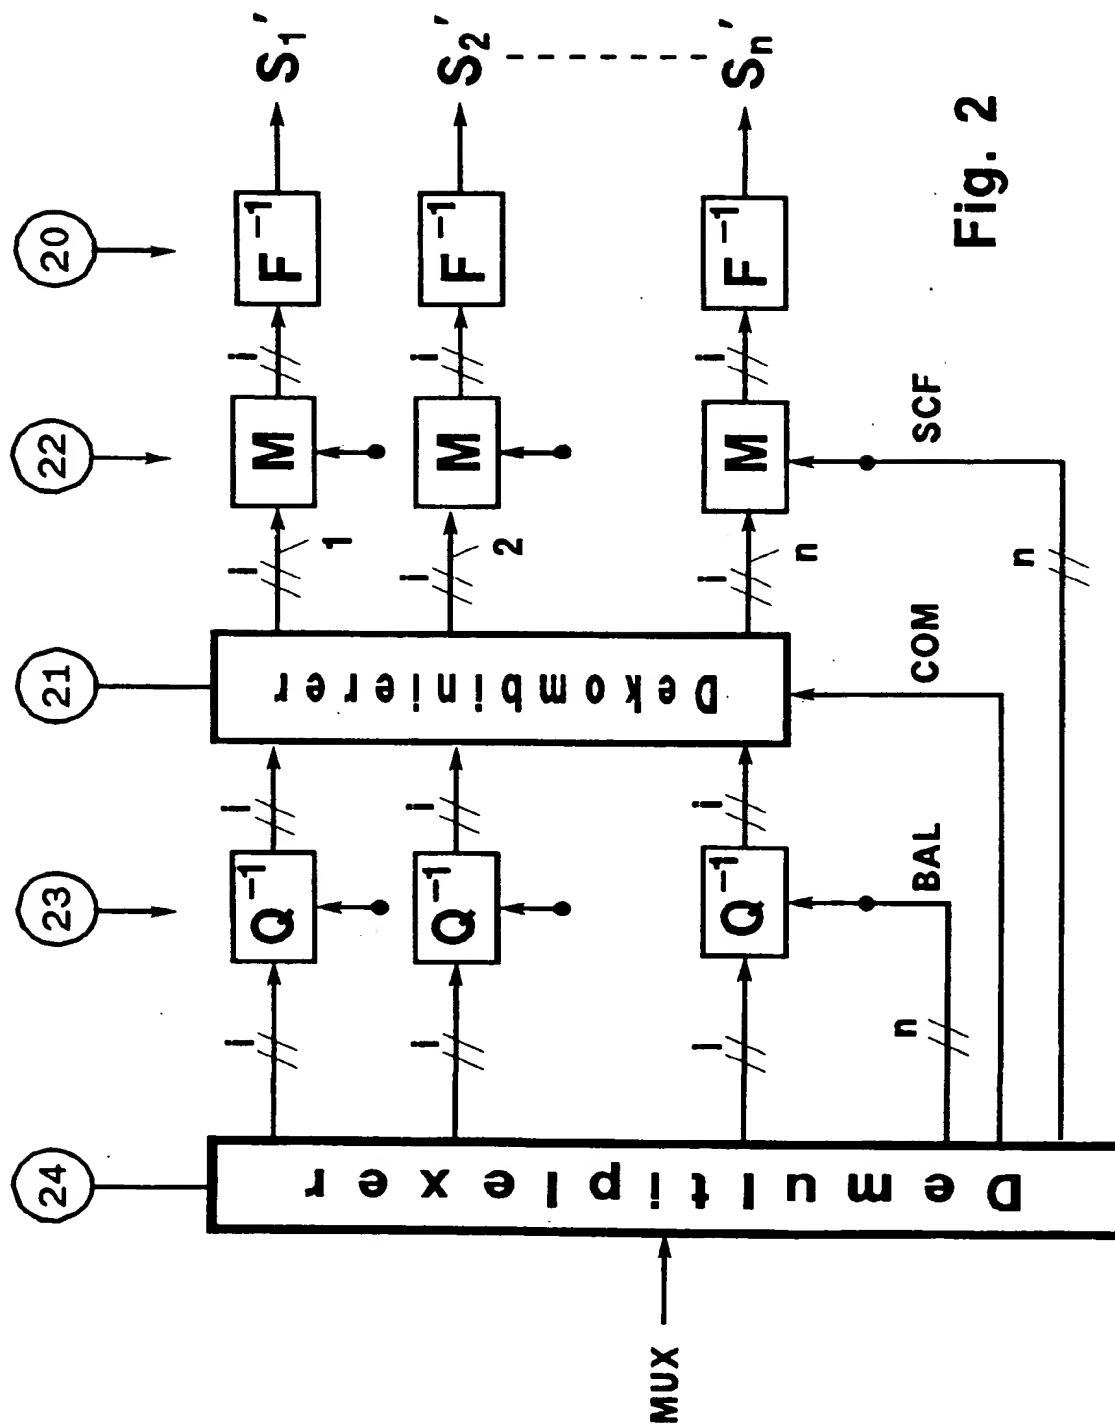 24
23
21
22
20
MUX
Demultiplexer
i
Q⁻¹
i
i
1
M
i
F⁻¹
S₁′
i
Q⁻¹
i
Dekombinierer
i
2
M
i
F⁻¹
S₂′
i
Q⁻¹
i
i
n
M
i
F⁻¹
Sₙ′
n
BAL
COM
n
SCF
Fig. 2